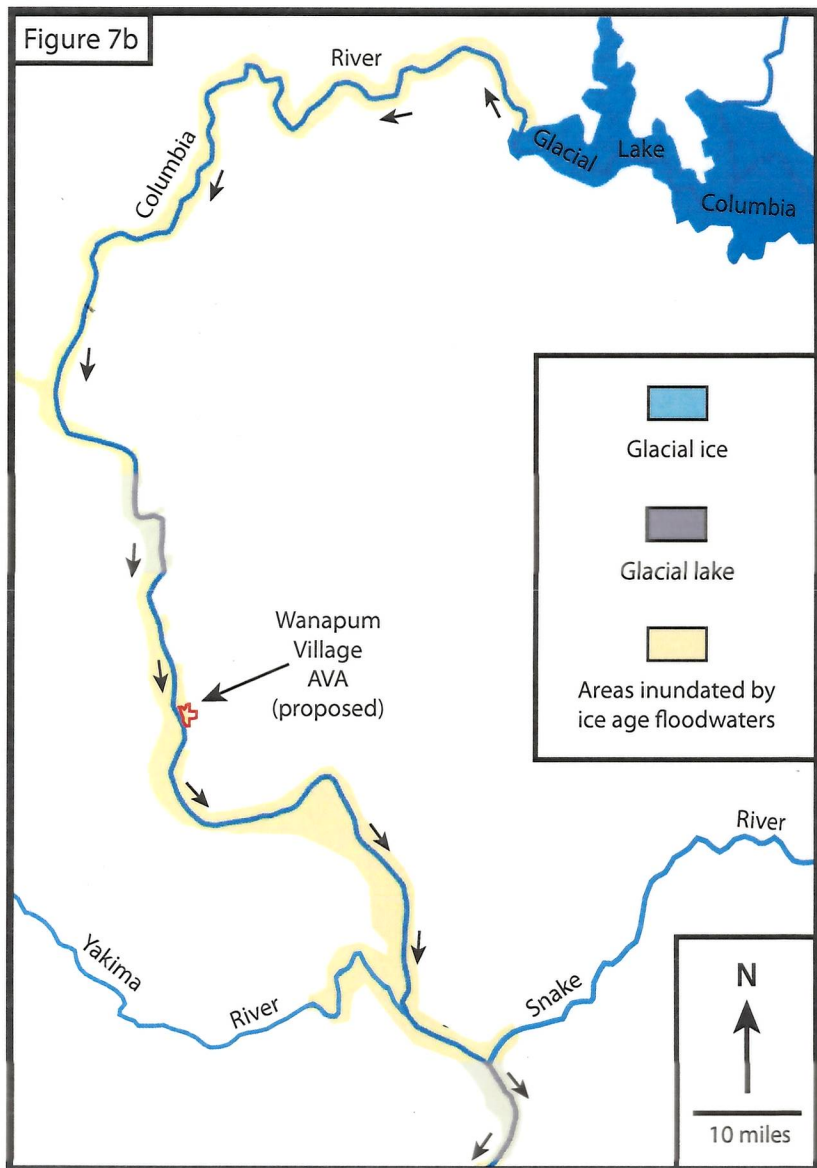 Figure 7b
River
Columbia
Glacial
Lake
Columbia
Glacial ice
Glacial lake
Areas inundated by
ice age floodwaters
Wanapum
Village
AVA
(proposed)
River
Snake
Yakima
River
N
10 miles